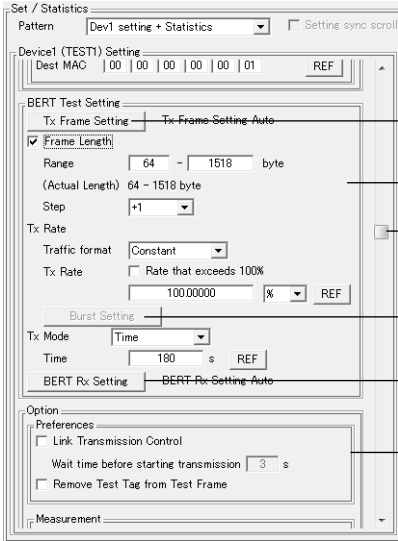 Set / Statistics
Pattern Dev1 setting + Statistics Setting sync scroll
Device1 (TEST1) Setting
Dest MAC 00 00 00 00 00 01 REF
BERT Test Setting
Tx Frame Setting Tx Frame Setting Auto
Frame Length
Range 64 - 1518 byte
(Actual Length) 64 - 1518 byte
Step +1
Tx Rate
Traffic format Constant
Tx Rate Rate that exceeds 100%
100.00000 % REF
Burst Setting
Tx Mode Time
Time 180 s REF
BERT Rx Setting BERT Rx Setting Auto
Option
Preferences
Link Transmission Control
Wait time before starting transmission 3 s
Remove Test Tag from Test Frame
Measurement